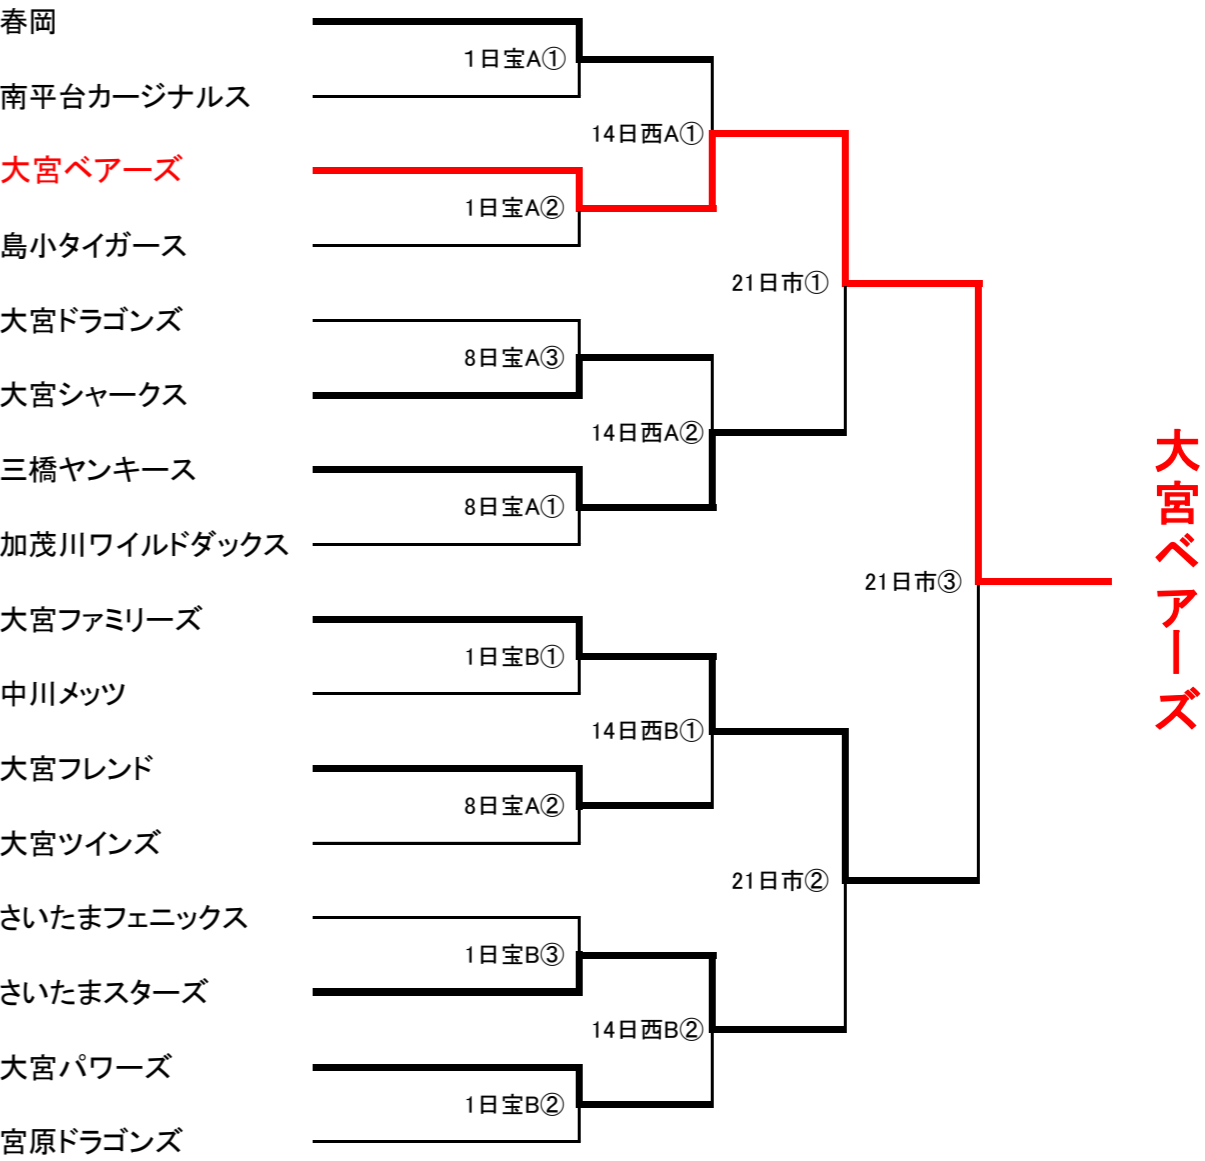 春岡
1日宝A①
南平台カージナルス
14日西A①
大宮ベアーズ
1日宝A②
島小タイガース
21日市①
大宮ドラゴンズ
8日宝A③
大宮シャークス
14日西A②
三橋ヤンキース
8日宝A①
加茂川ワイルドダックス
21日市③
大宮ベアーズ
大宮ファミリーズ
1日宝B①
中川メッツ
14日西B①
大宮フレンド
8日宝A②
大宮ツインズ
21日市②
さいたまフェニックス
1日宝B③
さいたまスターズ
14日西B②
大宮パワーズ
1日宝B②
宮原ドラゴンズ